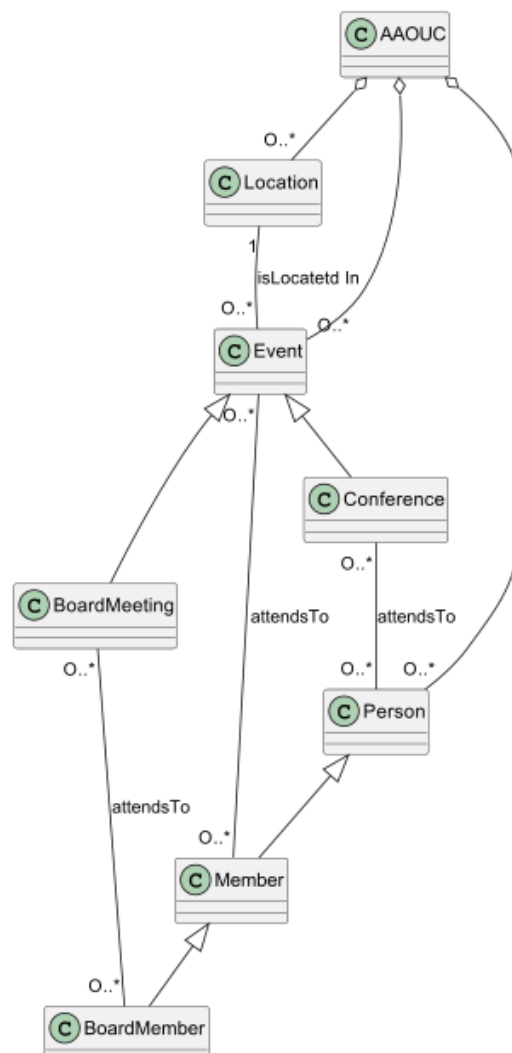 C AAOUC
O..*
C Location
1
isLocatetd In
O..*
O..*
C Event
O..*
C Conference
O..*
C BoardMeeting
O..*
attendsTo
attendsTo
O..*
O..*
C Person
attendsTo
O..*
C Member
O..*
C BoardMember